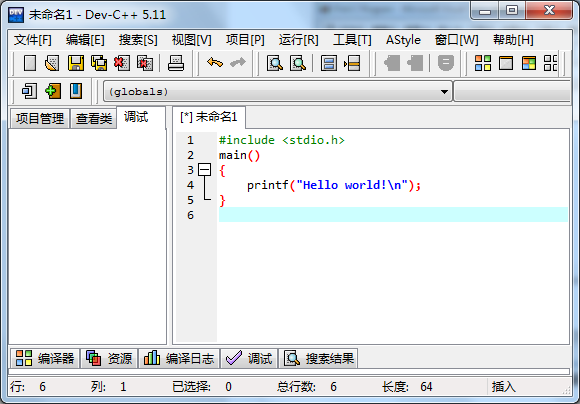 未命名1 - Dev-C++ 5.11
文件[F] 编辑[E] 搜索[S] 视图[V] 项目[P] 运行[R] 工具[T] AStyle 窗口[W] 帮助[H]
(globals)
项目管理 查看类 调试
[*] 未命名1
1 #include <stdio.h>
2 main()
3 {
4 printf("Hello world!\n");
5 }
6
编译器 资源 编译日志 调试 搜索结果
行: 6 列: 1 已选择: 0 总行数: 6 长度: 64 插入